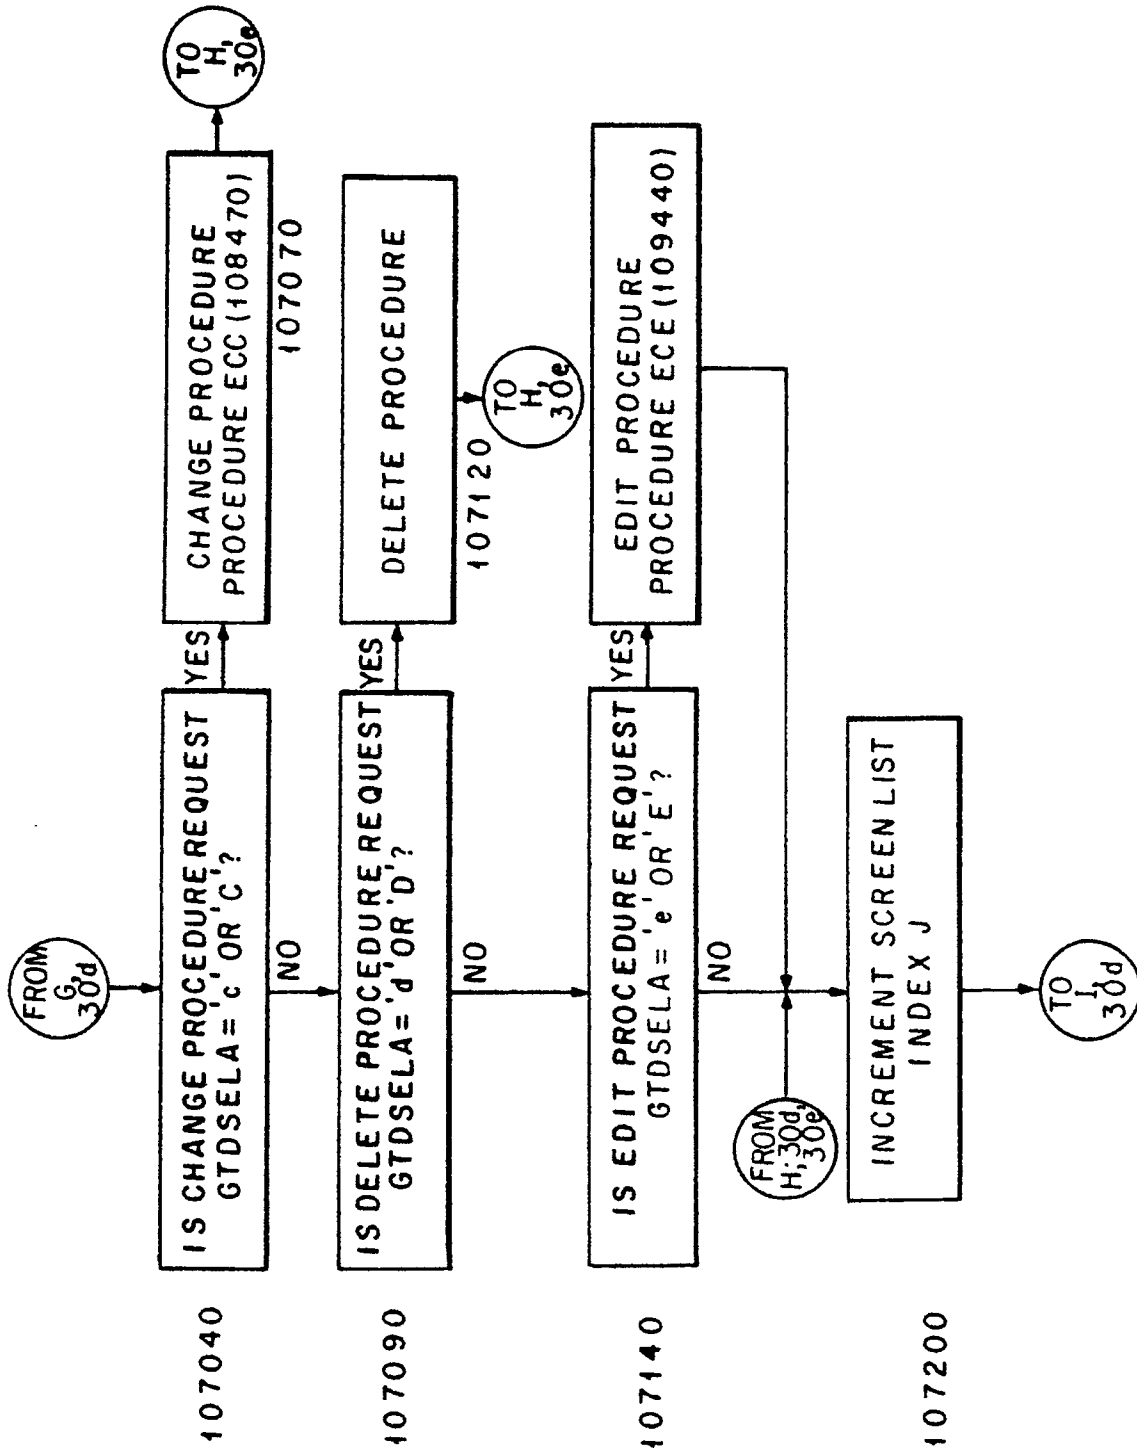 FROM
G,
30d
107040
IS CHANGE PROCEDURE REQUEST
GTDSELA = 'c' OR 'C'?
YES
CHANGE PROCEDURE
PROCEDURE ECC (108470)
107070
TO
H,
30e
NO
107090
IS DELETE PROCEDURE REQUEST
GTDSELA = 'd' OR 'D'?
YES
DELETE PROCEDURE
107120
TO
H,
30e
NO
107140
IS EDIT PROCEDURE REQUEST
GTDSELA = 'e' OR 'E'?
YES
EDIT PROCEDURE
PROCEDURE ECE (109440)
NO
FROM
H; 30d,
30e
107200
INCREMENT SCREEN LIST
INDEX J
TO
I,
30d